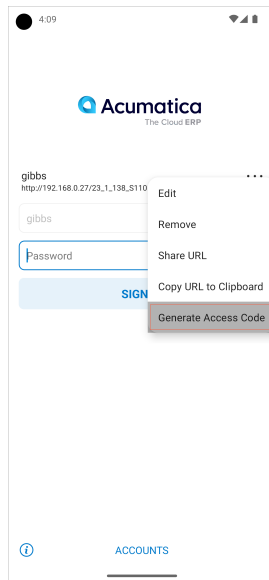 4:09
Acumatica
The Cloud ERP
gibbs
http://192.168.0.27/23_1_138_S110
Edit
gibbs
Remove
Password
Share URL
Copy URL to Clipboard
SIGN
Generate Access Code
ACCOUNTS